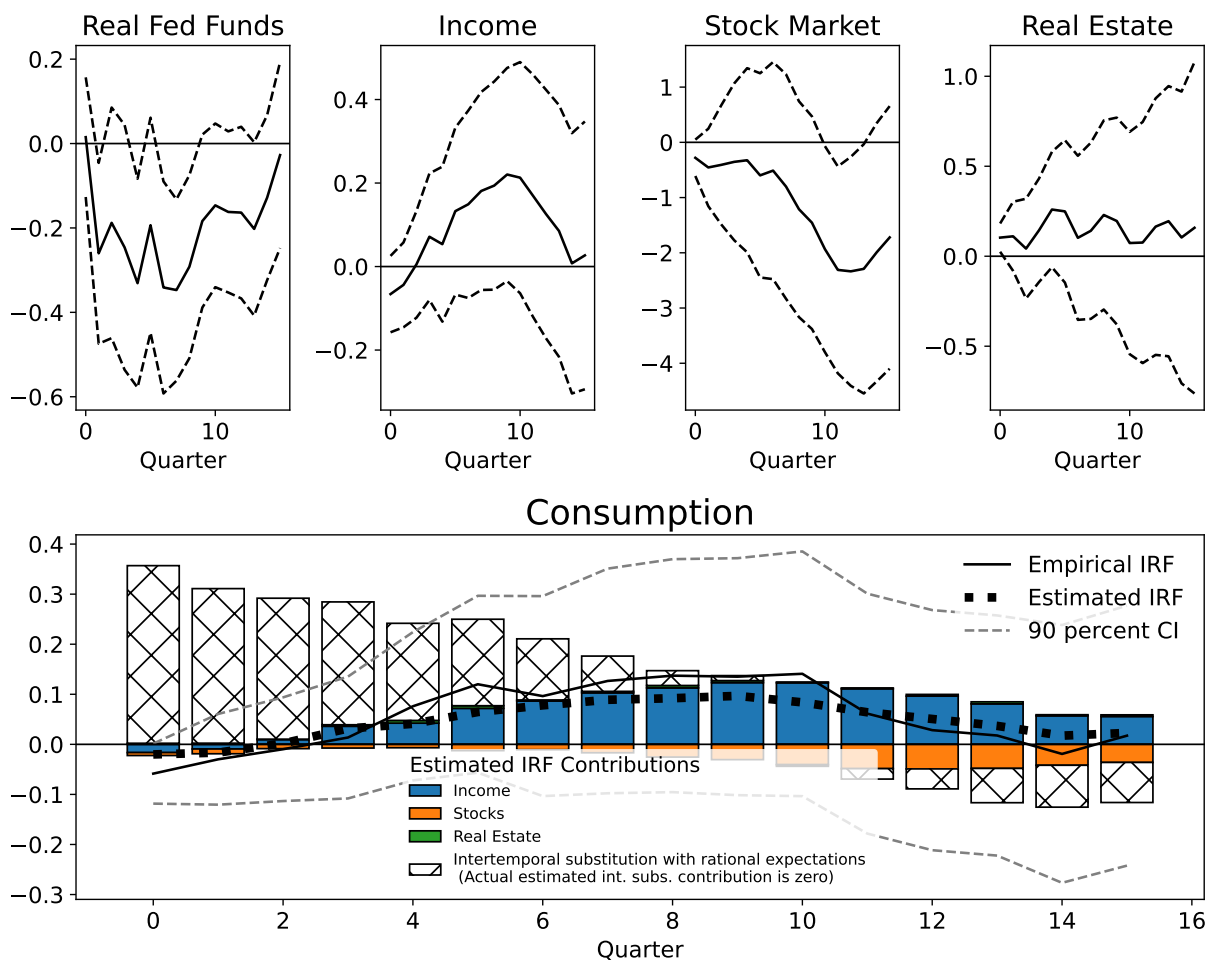 Real Fed Funds
Income
Stock Market
Real Estate
0.2
0.0
−0.2
−0.4
−0.6
0.4
0.2
0.0
−0.2
1
0
−1
−2
−3
−4
1.0
0.5
0.0
−0.5
0 10
0 10
0 10
0 10
Quarter
Quarter
Quarter
Quarter
Consumption
0.4
0.3
0.2
0.1
0.0
−0.1
−0.2
−0.3
Empirical IRF
Estimated IRF
90 percent CI
Estimated IRF Contributions
Income
Stocks
Real Estate
Intertemporal substitution with rational expectations
(Actual estimated int. subs. contribution is zero)
0 2 4 6 8 10 12 14 16
Quarter